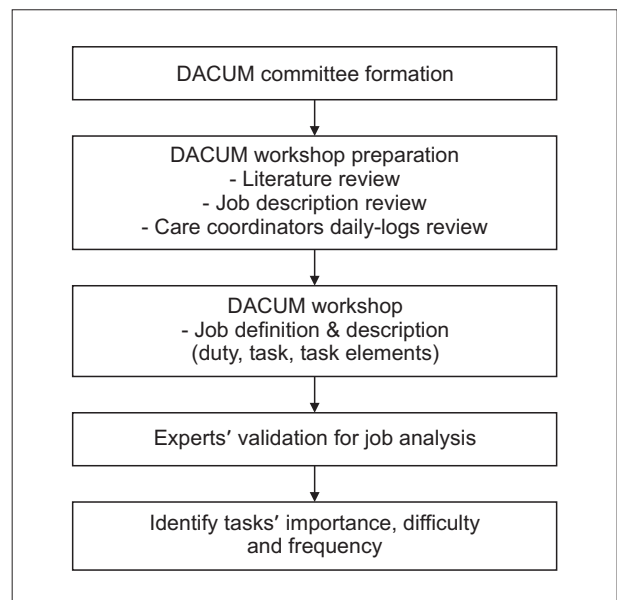 DACUM committee formation
DACUM workshop preparation
- Literature review
- Job description review
- Care coordinators daily-logs review
DACUM workshop
- Job definition & description
(duty, task, task elements)
Experts′ validation for job analysis
Identify tasks′ importance, difficulty
and frequency